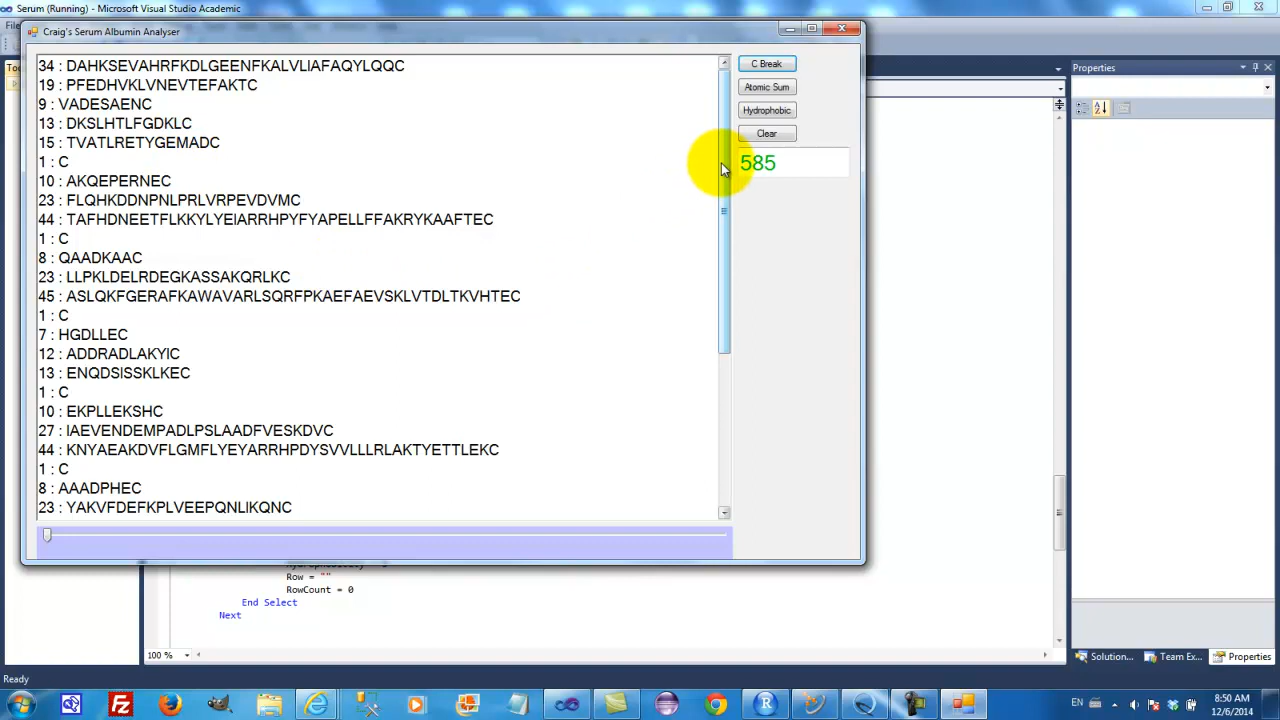 Serum (Running) - Microsoft Visual Studio Academic
Craig's Serum Albumin Analyser
34 : DAHKSEVAHRFKDLGEENFKALVLIAFAQYLQQC
19 : PFEDHVKLVNEVTEFAKTC
9 : VADESAENC
13 : DKSLHTLFGDKLC
15 : TVATLRETYGEMADC
1 : C
10 : AKQEPERNEC
23 : FLQHKDDNPNLPRLVRPEVDVMC
44 : TAFHDNEETFLKKYLYEIARRHPYFYAPELLFFAKRYKAAFTEC
1 : C
8 : QAADKAAC
23 : LLPKLDELRDEGKASSAKQRLKC
45 : ASLQKFGERAFKAWAVARLSQRFPKAEFAEVSKLVTDLTKVHTEC
1 : C
7 : HGDLLEC
12 : ADDRADLAKYIC
13 : ENQDSISSKLKEC
1 : C
10 : EKPLLEKSHC
27 : IAEVENDEMPADLPSLAADFVESKDVC
44 : KNYAEAKDVFLGMFLYEYARRHPDYSVVLLLRLAKTYETTLEKC
1 : C
8 : AAADPHEC
23 : YAKVFDEFKPLVEEPQNLIKQNC
C Break
Atomic Sum
Hydrophobic
Clear
585
Properties
Row = ""
RowCount = 0
End Select
Next
100 %
Solution...
Team Ex...
Properties
Ready
EN
8:50 AM
12/6/2014